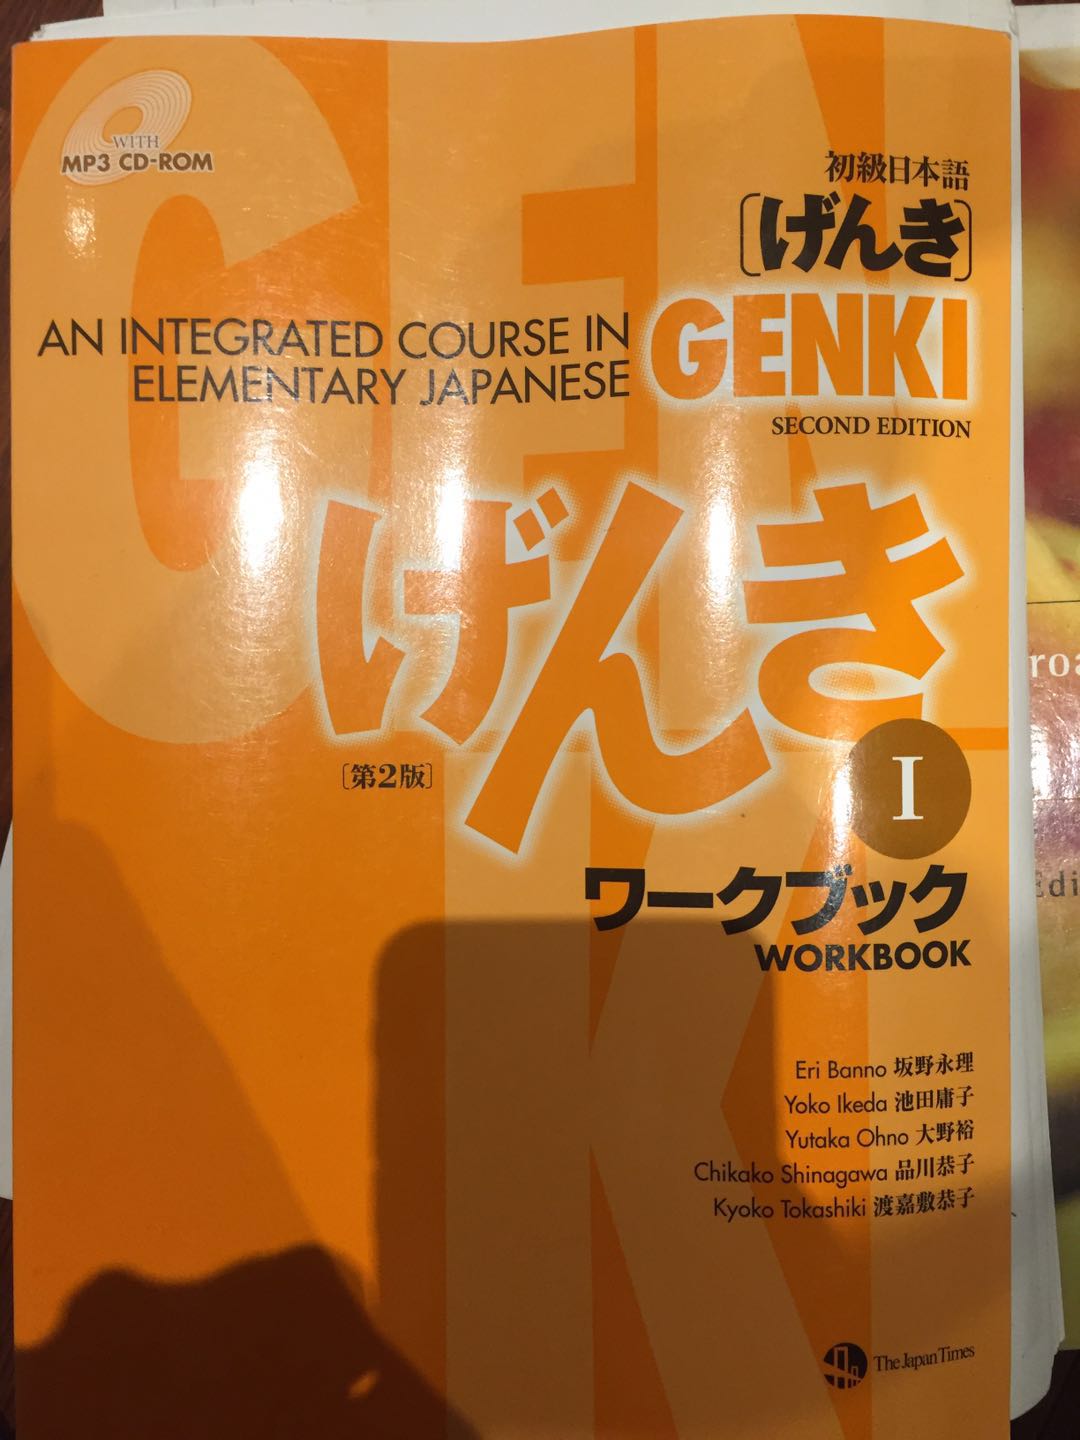 WITH
MP3 CD-ROM
初級日本語
[げんき]
AN INTEGRATED COURSE IN
ELEMENTARY JAPANESE
GENKI
SECOND EDITION
げんき
[第2版]
I
ワークブック
WORKBOOK
Eri Banno 坂野永理
Yoko Ikeda 池田庸子
Yutaka Ohno 大野裕
Chikako Shinagawa 品川恭子
Kyoko Tokashiki 渡嘉敷恭子
The Japan Times